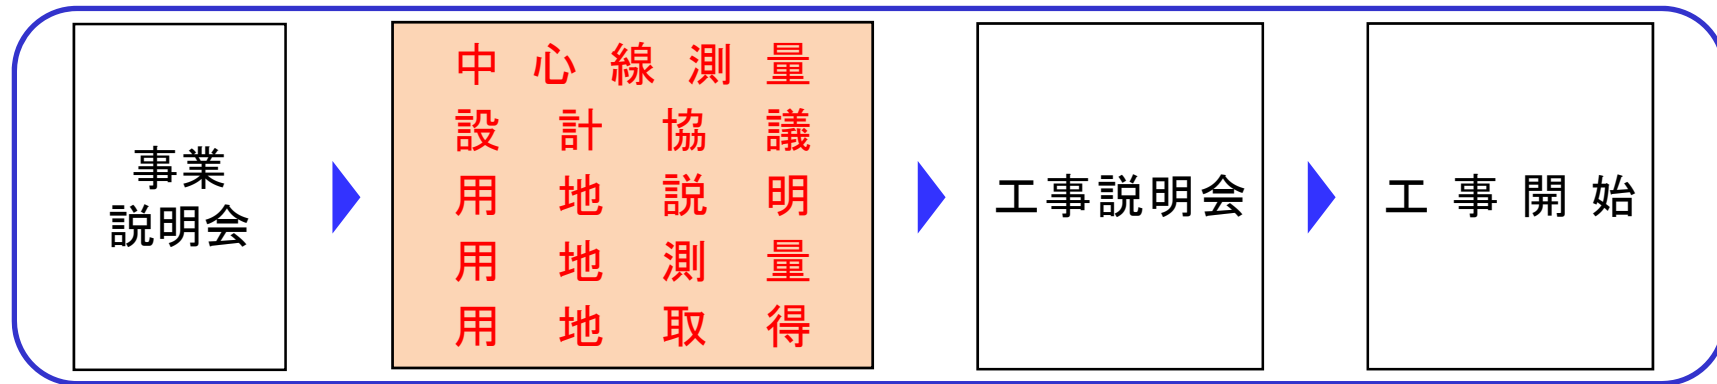 事業
説明会
中心線測量
設計協議
用地説明
用地測量
用地取得
工事説明会
工事開始